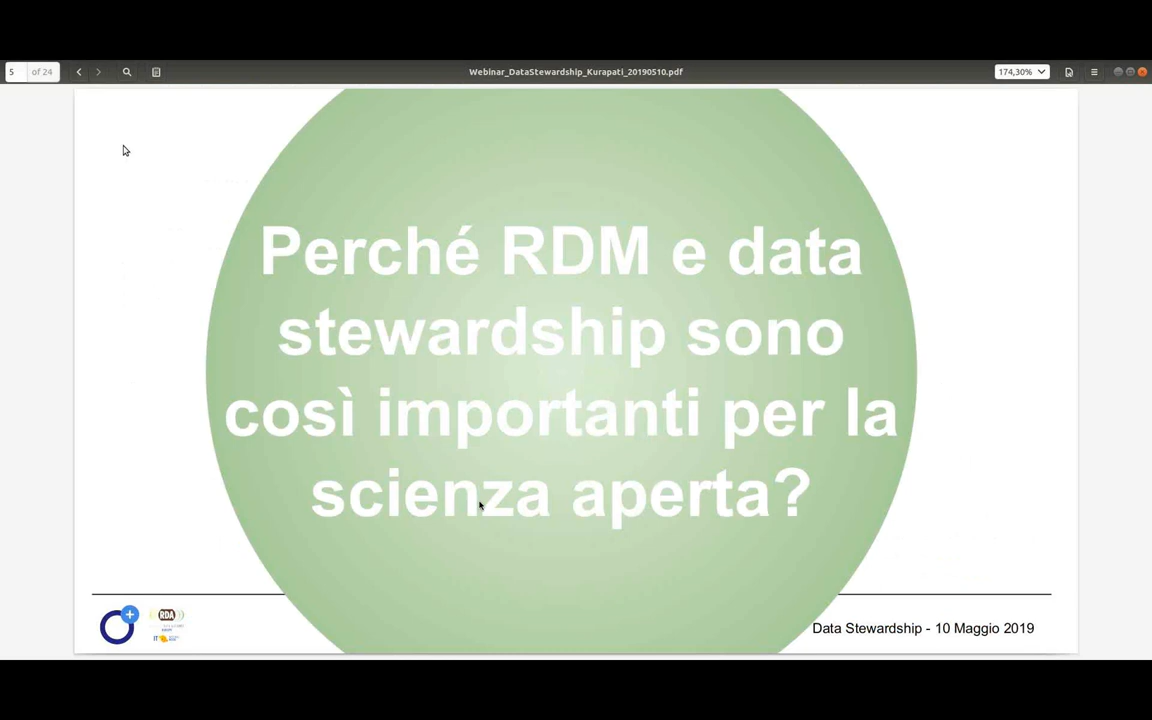 5 of 24
Webinar_DataStewardship_Kurapati_20190510.pdf
174,30%
Perché RDM e data
stewardship sono
così importanti per la
scienza aperta?
RDA
IT
Data Stewardship - 10 Maggio 2019